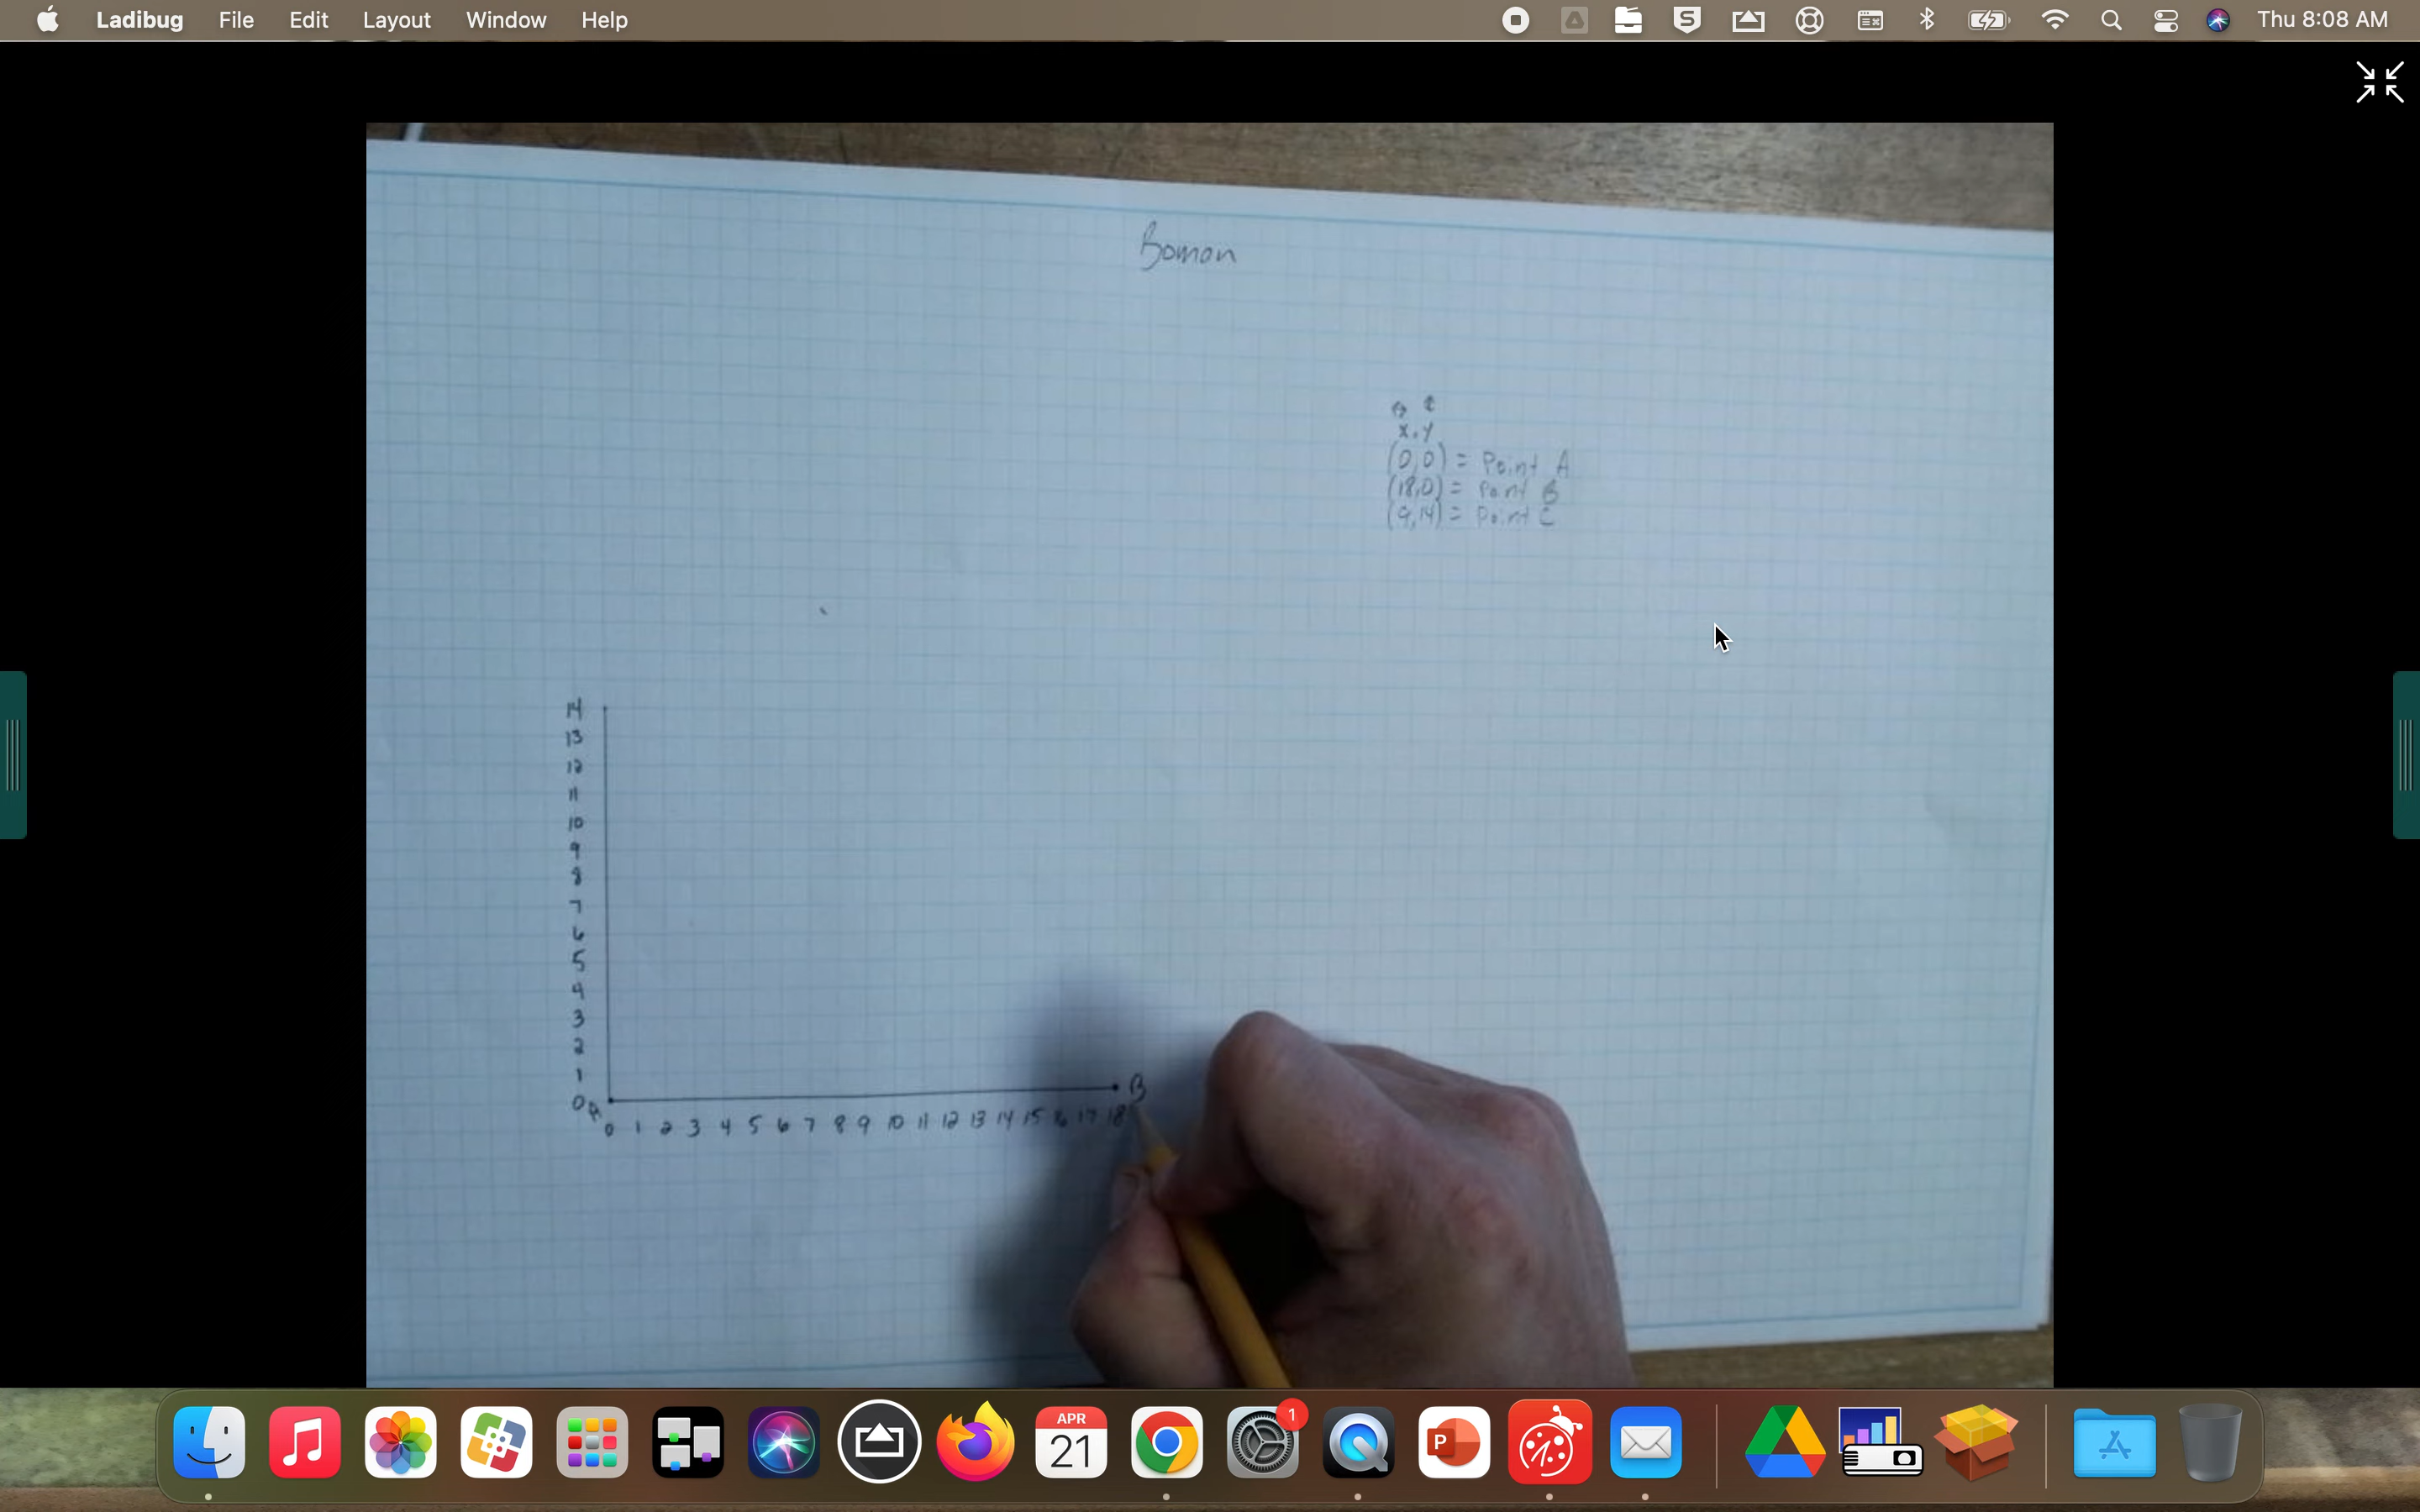 Ladibug File Edit Layout Window Help Thu 8:08 AM
Boman
x,y
(0,0) = Point A
(18,0) = Point B
(9,14) = Point C
14
13
12
11
10
9
8
7
6
5
4
3
2
1
0 A B
0 1 2 3 4 5 6 7 8 9 10 11 12 13 14 15 16 17 18
APR
21
1
P